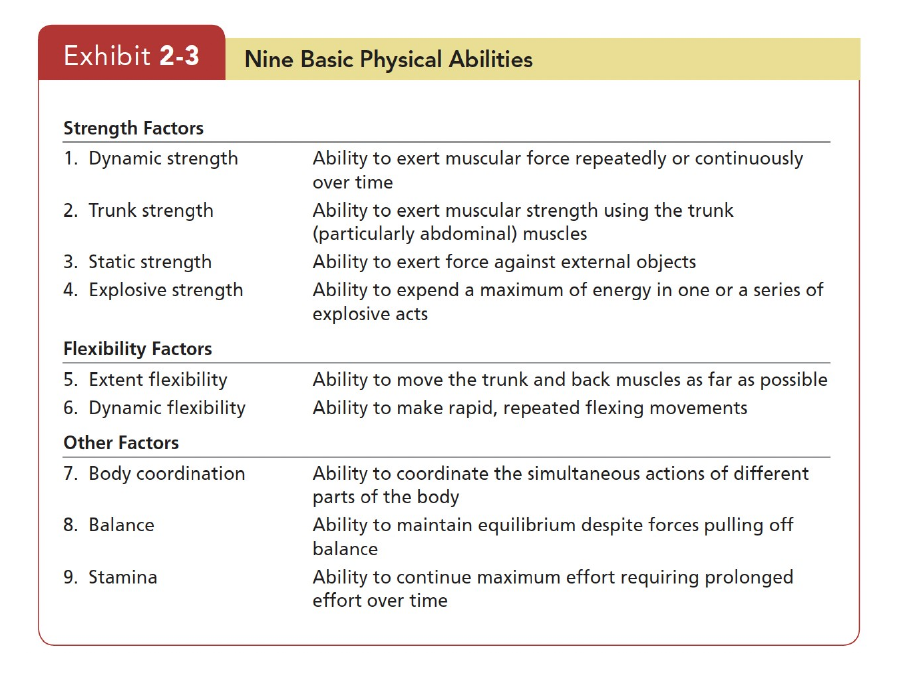 Exhibit 2-3 Nine Basic Physical Abilities
Strength Factors
1. Dynamic strength Ability to exert muscular force repeatedly or continuously
over time
2. Trunk strength Ability to exert muscular strength using the trunk
(particularly abdominal) muscles
3. Static strength Ability to exert force against external objects
4. Explosive strength Ability to expend a maximum of energy in one or a series of
explosive acts
Flexibility Factors
5. Extent flexibility Ability to move the trunk and back muscles as far as possible
6. Dynamic flexibility Ability to make rapid, repeated flexing movements
Other Factors
7. Body coordination Ability to coordinate the simultaneous actions of different
parts of the body
8. Balance Ability to maintain equilibrium despite forces pulling off
balance
9. Stamina Ability to continue maximum effort requiring prolonged
effort over time